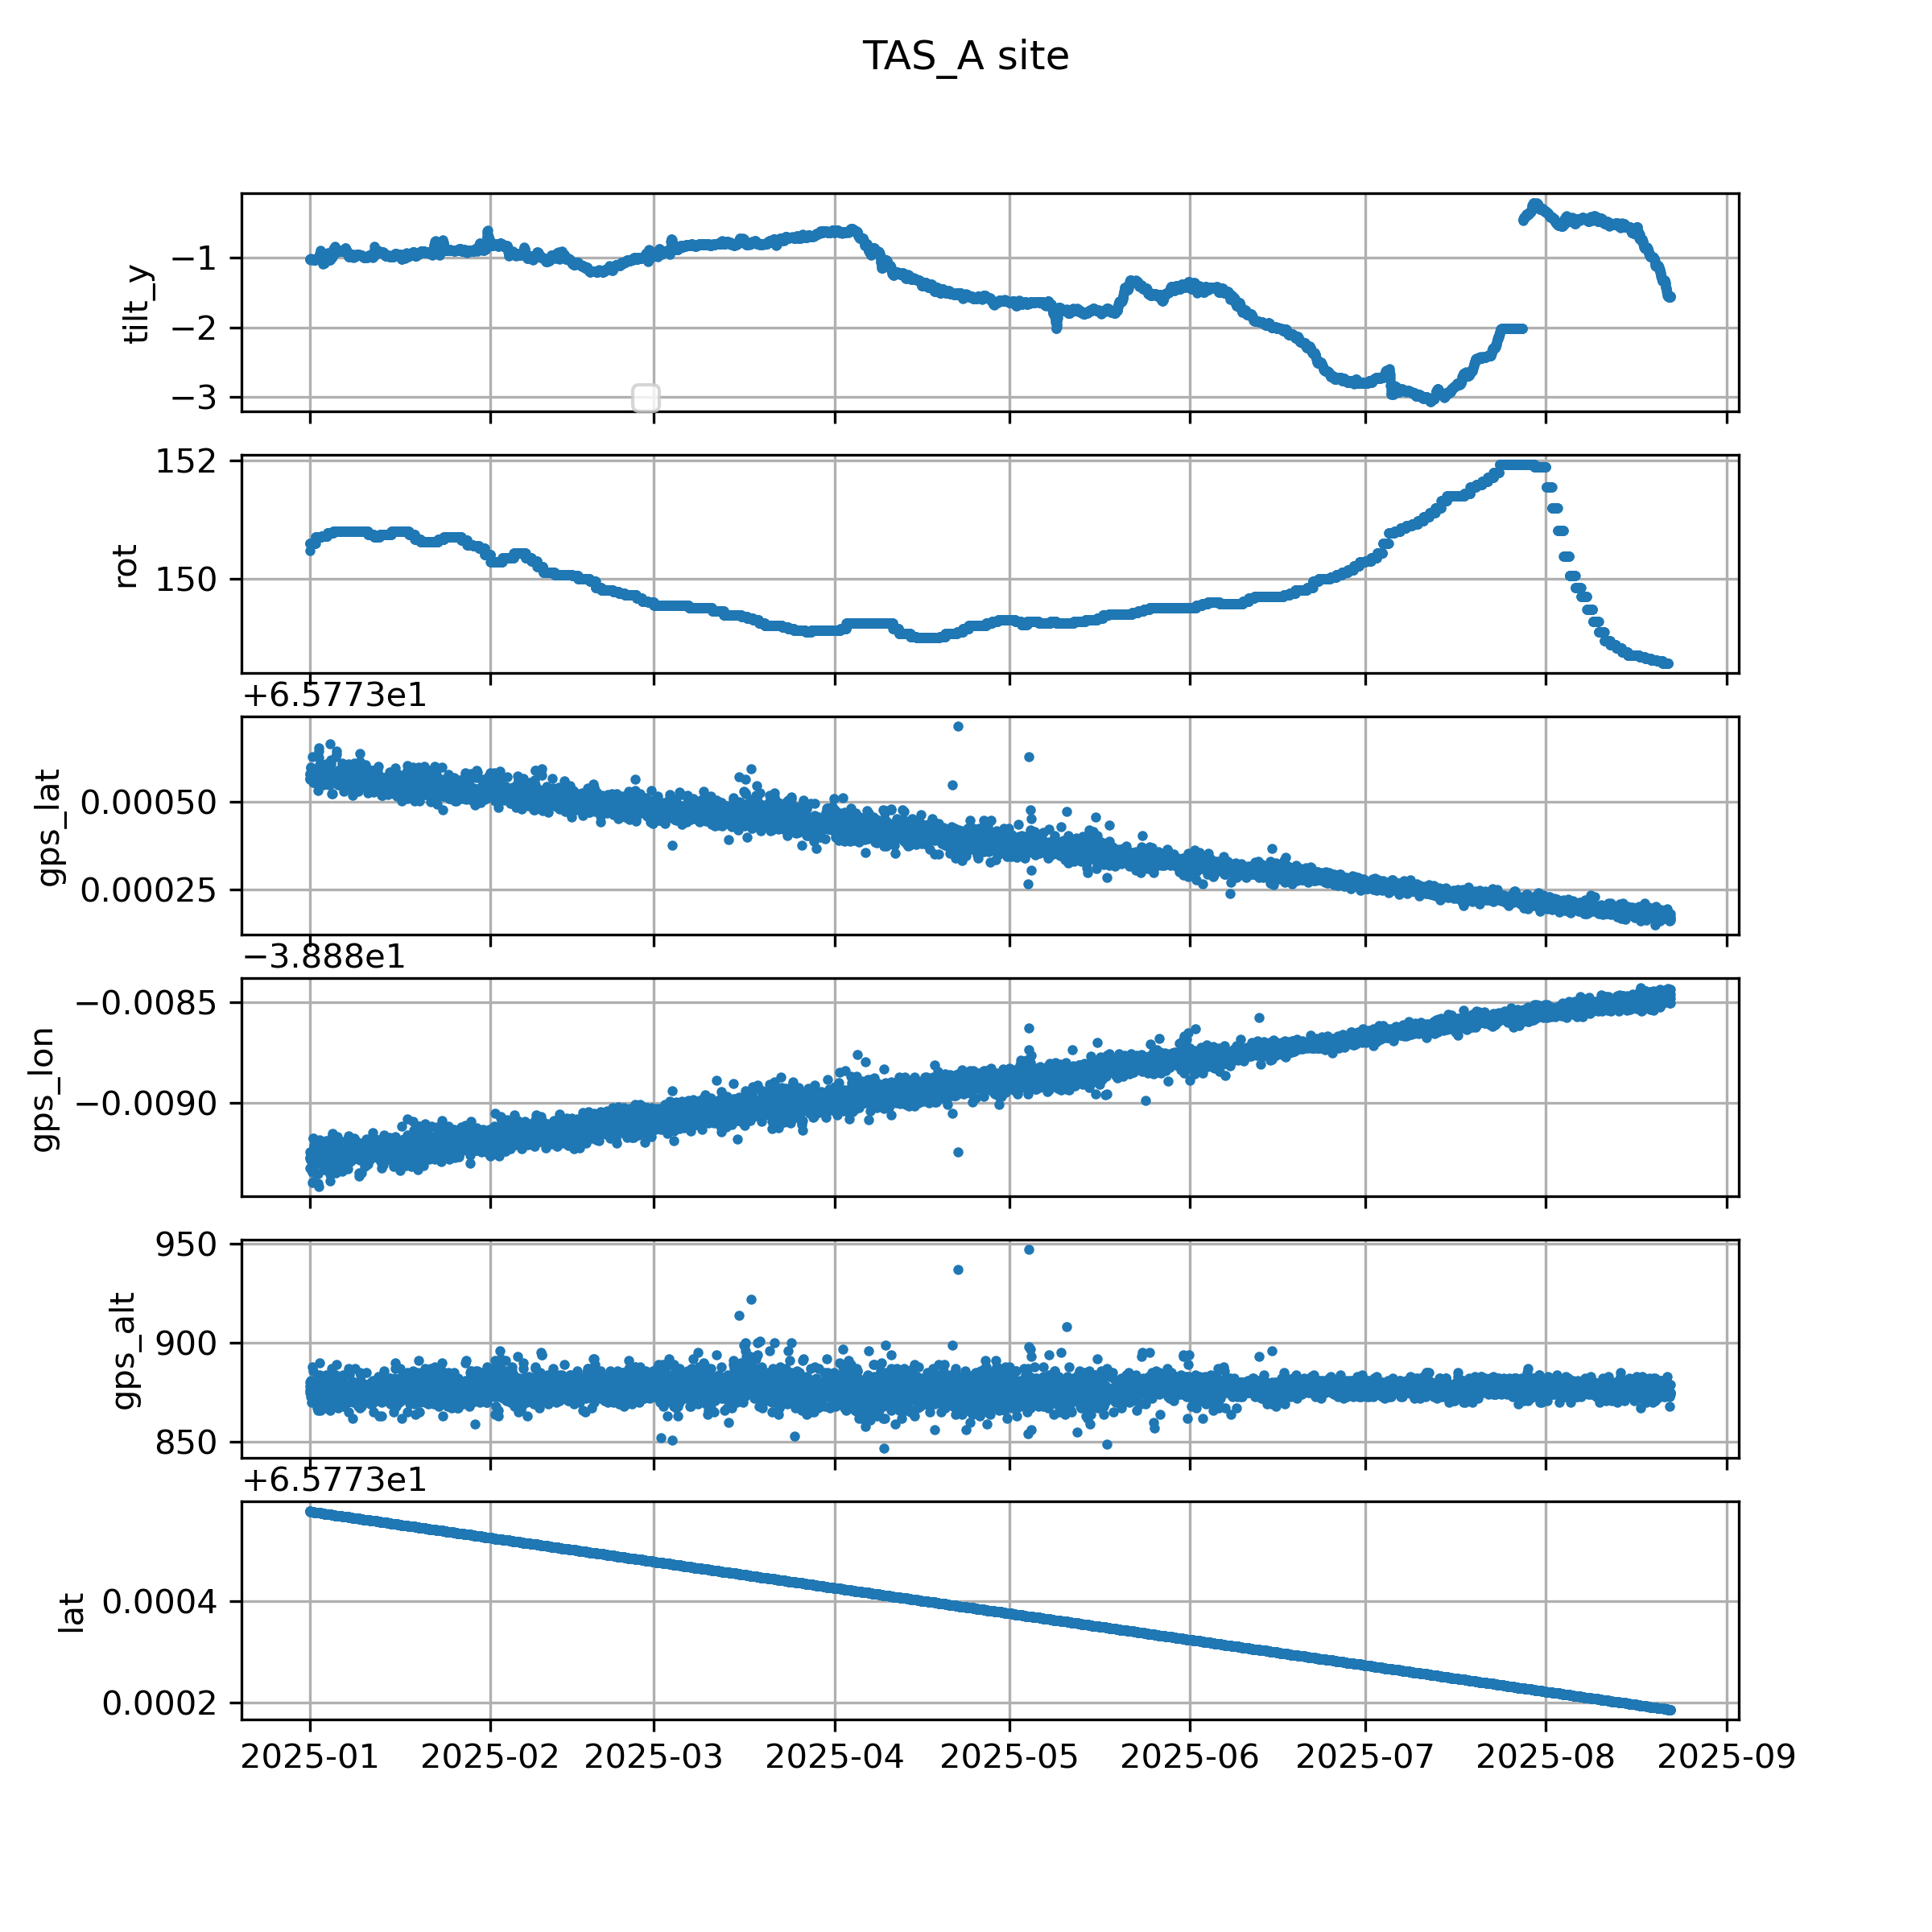 TAS_A site
tilt_y
−1
−2
−3
rot
152
150
+6.5773e1
gps_lat
0.00050
0.00025
−3.888e1
gps_lon
−0.0085
−0.0090
gps_alt
950
900
850
+6.5773e1
lat
0.0004
0.0002
2025-01 2025-02 2025-03 2025-04 2025-05 2025-06 2025-07 2025-08 2025-09